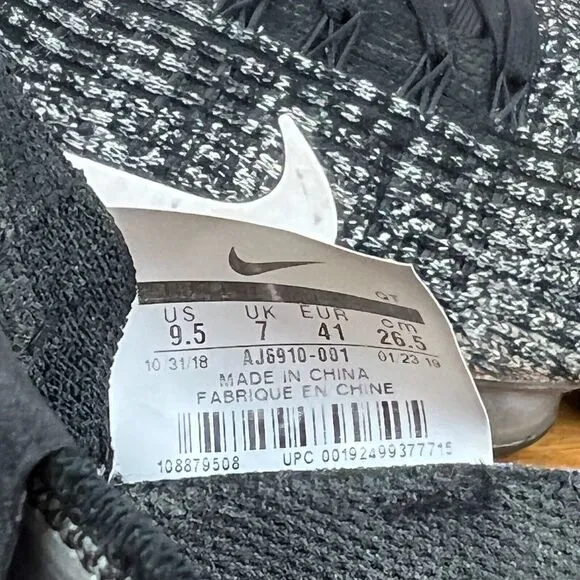 QT
US UK EUR cm
9.5 7 41 26.5
10/31/18 AJ6910-001 01/23/19
MADE IN CHINA
FABRIQUE EN CHINE
108879508 UPC 00192499377715